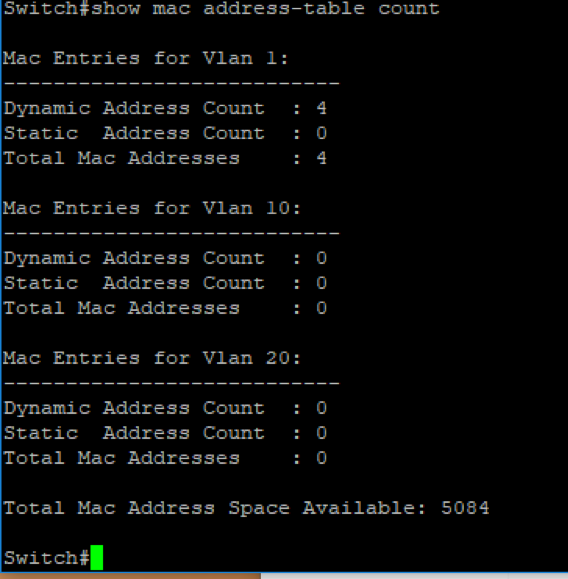 Switch#show mac address-table count
Mac Entries for Vlan 1:
---------------------------
Dynamic Address Count  : 4
Static  Address Count  : 0
Total Mac Addresses    : 4
Mac Entries for Vlan 10:
---------------------------
Dynamic Address Count  : 0
Static  Address Count  : 0
Total Mac Addresses    : 0
Mac Entries for Vlan 20:
---------------------------
Dynamic Address Count  : 0
Static  Address Count  : 0
Total Mac Addresses    : 0
Total Mac Address Space Available: 5084
Switch#